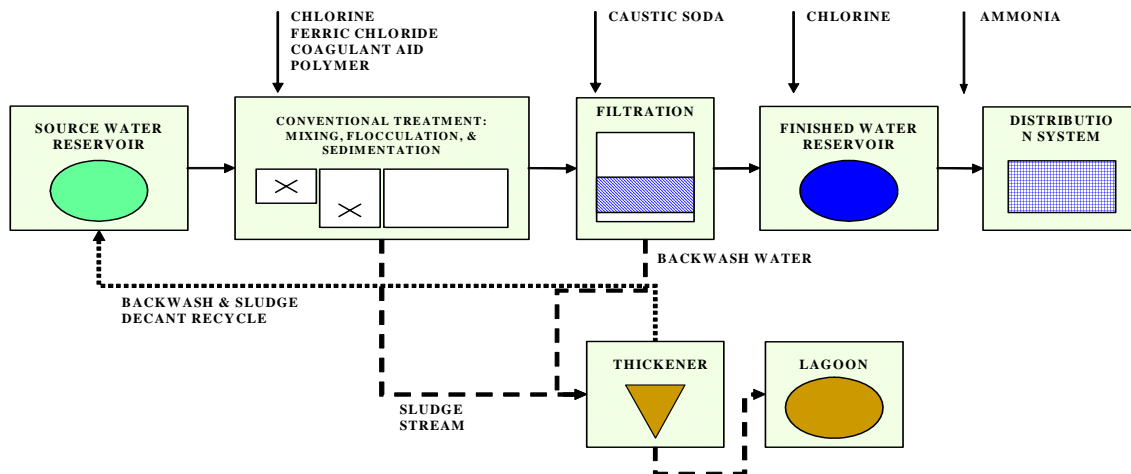 CHLORINE
FERRIC CHLORIDE
COAGULANT AID
POLYMER
CAUSTIC SODA
CHLORINE
AMMONIA
SOURCE WATER
RESERVOIR
CONVENTIONAL TREATMENT:
MIXING, FLOCCULATION, &
SEDIMENTATION
FILTRATION
FINISHED WATER
RESERVOIR
DISTRIBUTIO
N SYSTEM
BACKWASH WATER
BACKWASH & SLUDGE
DECANT RECYCLE
THICKENER
LAGOON
SLUDGE
STREAM